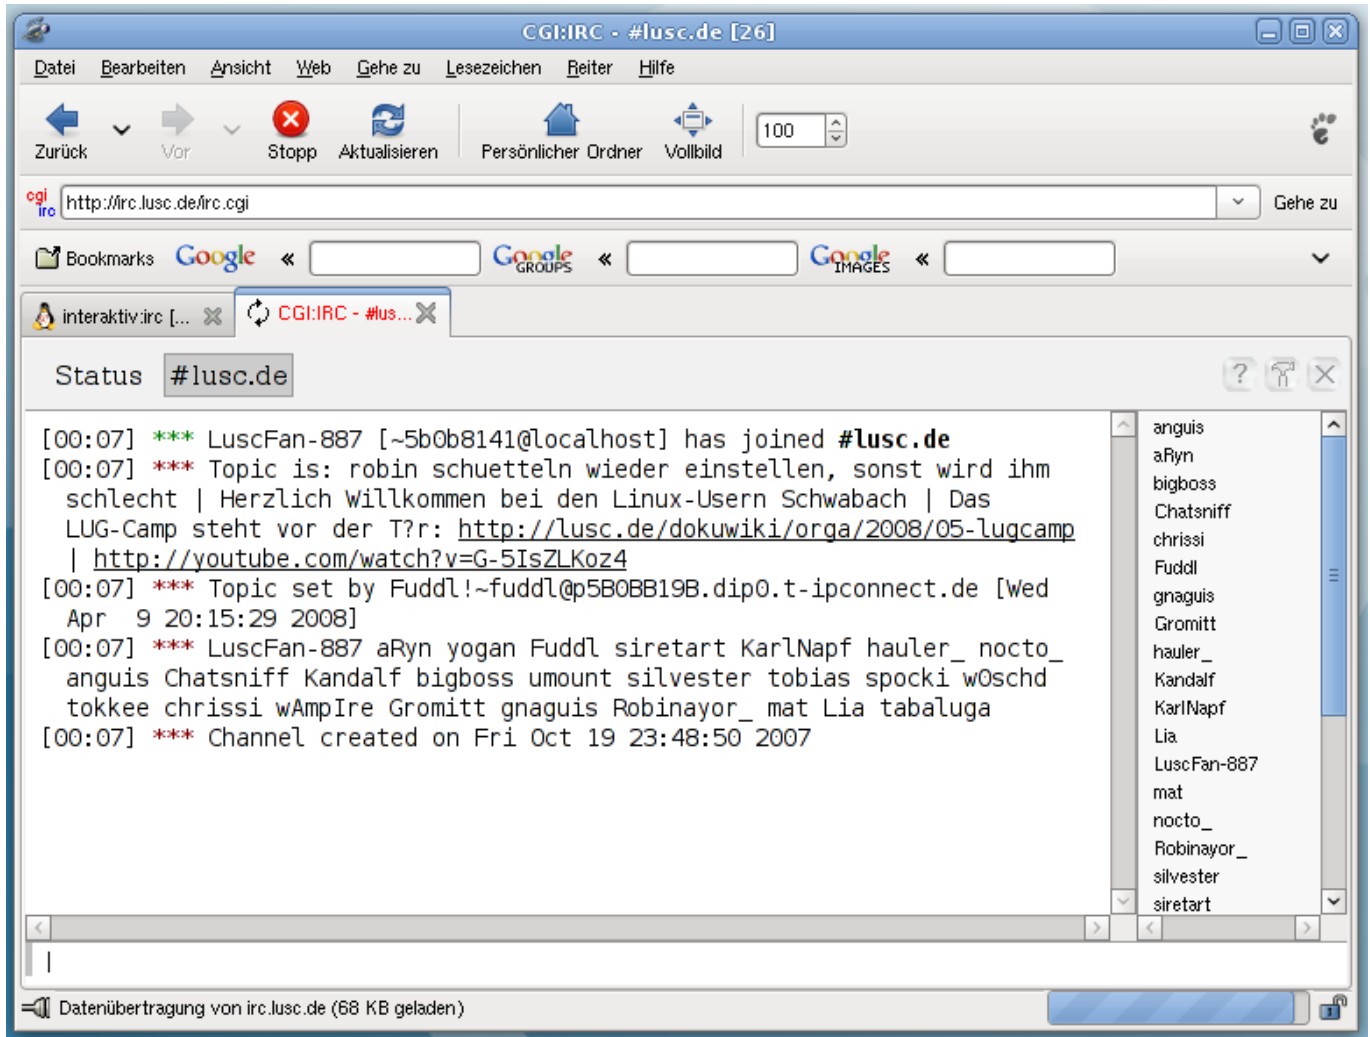 CGI:IRC - #lusc.de [26]
Datei Bearbeiten Ansicht Web Gehe zu Lesezeichen Reiter Hilfe
Zurück Vor Stopp Aktualisieren Persönlicher Ordner Vollbild 100
cgi irc http://irc.lusc.de/irc.cgi Gehe zu
Bookmarks Google « Google GROUPS « Google IMAGES «
interaktiv:irc [... CGI:IRC - #lus...
Status #lusc.de ?
[00:07] *** LuscFan-887 [~5b0b8141@localhost] has joined #lusc.de
[00:07] *** Topic is: robin schuetteln wieder einstellen, sonst wird ihm
schlecht | Herzlich Willkommen bei den Linux-Usern Schwabach | Das
LUG-Camp steht vor der T?r: http://lusc.de/dokuwiki/orga/2008/05-lugcamp
| http://youtube.com/watch?v=G-5IsZLKoz4
[00:07] *** Topic set by Fuddl!~fuddl@p5B0BB19B.dip0.t-ipconnect.de [Wed
Apr  9 20:15:29 2008]
[00:07] *** LuscFan-887 aRyn yogan Fuddl siretart KarlNapf hauler_ nocto_
anguis Chatsniff Kandalf bigboss umount silvester tobias spocki w0schd
tokkee chrissi wAmpIre Gromitt gnaguis Robinayor_ mat Lia tabaluga
[00:07] *** Channel created on Fri Oct 19 23:48:50 2007
anguis
aRyn
bigboss
Chatsniff
chrissi
Fuddl
gnaguis
Gromitt
hauler_
Kandalf
KarlNapf
Lia
LuscFan-887
mat
nocto_
Robinayor_
silvester
siretart
Datenübertragung von irc.lusc.de (68 KB geladen)